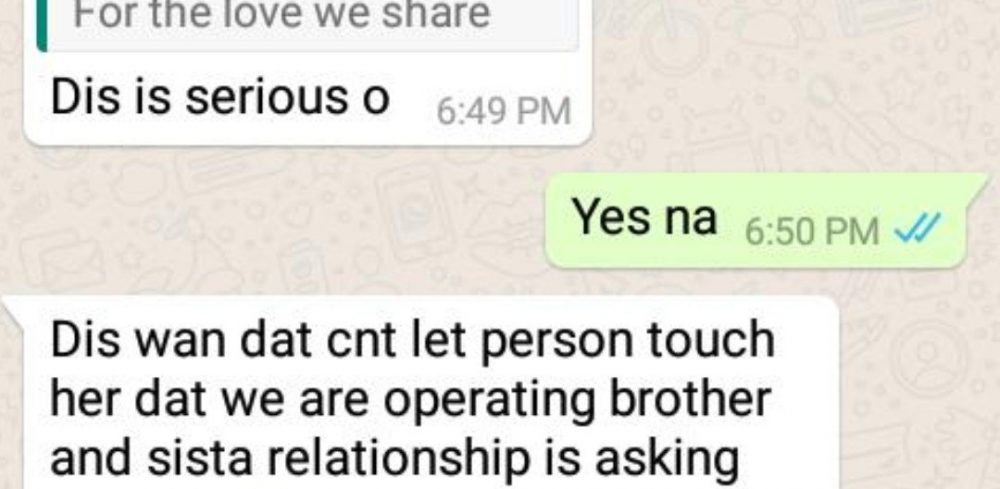 For the love we share
Dis is serious o 6:49 PM
Yes na 6:50 PM
Dis wan dat cnt let person touch
her dat we are operating brother
and sista relationship is asking